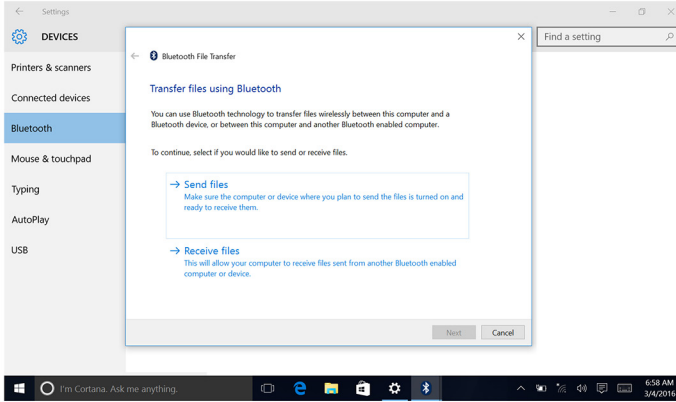 Settings
DEVICES
Find a setting
Printers & scanners
Connected devices
Bluetooth
Mouse & touchpad
Typing
AutoPlay
USB
Bluetooth File Transfer
Transfer files using Bluetooth
You can use Bluetooth technology to transfer files wirelessly between this computer and a
Bluetooth device, or between this computer and another Bluetooth enabled computer.
To continue, select if you would like to send or receive files.
Send files
Make sure the computer or device where you plan to send the files is turned on and
ready to receive them.
Receive files
This will allow your computer to receive files sent from another Bluetooth enabled
computer or device.
Next
Cancel
I'm Cortana. Ask me anything.
6:58 AM
3/4/2016